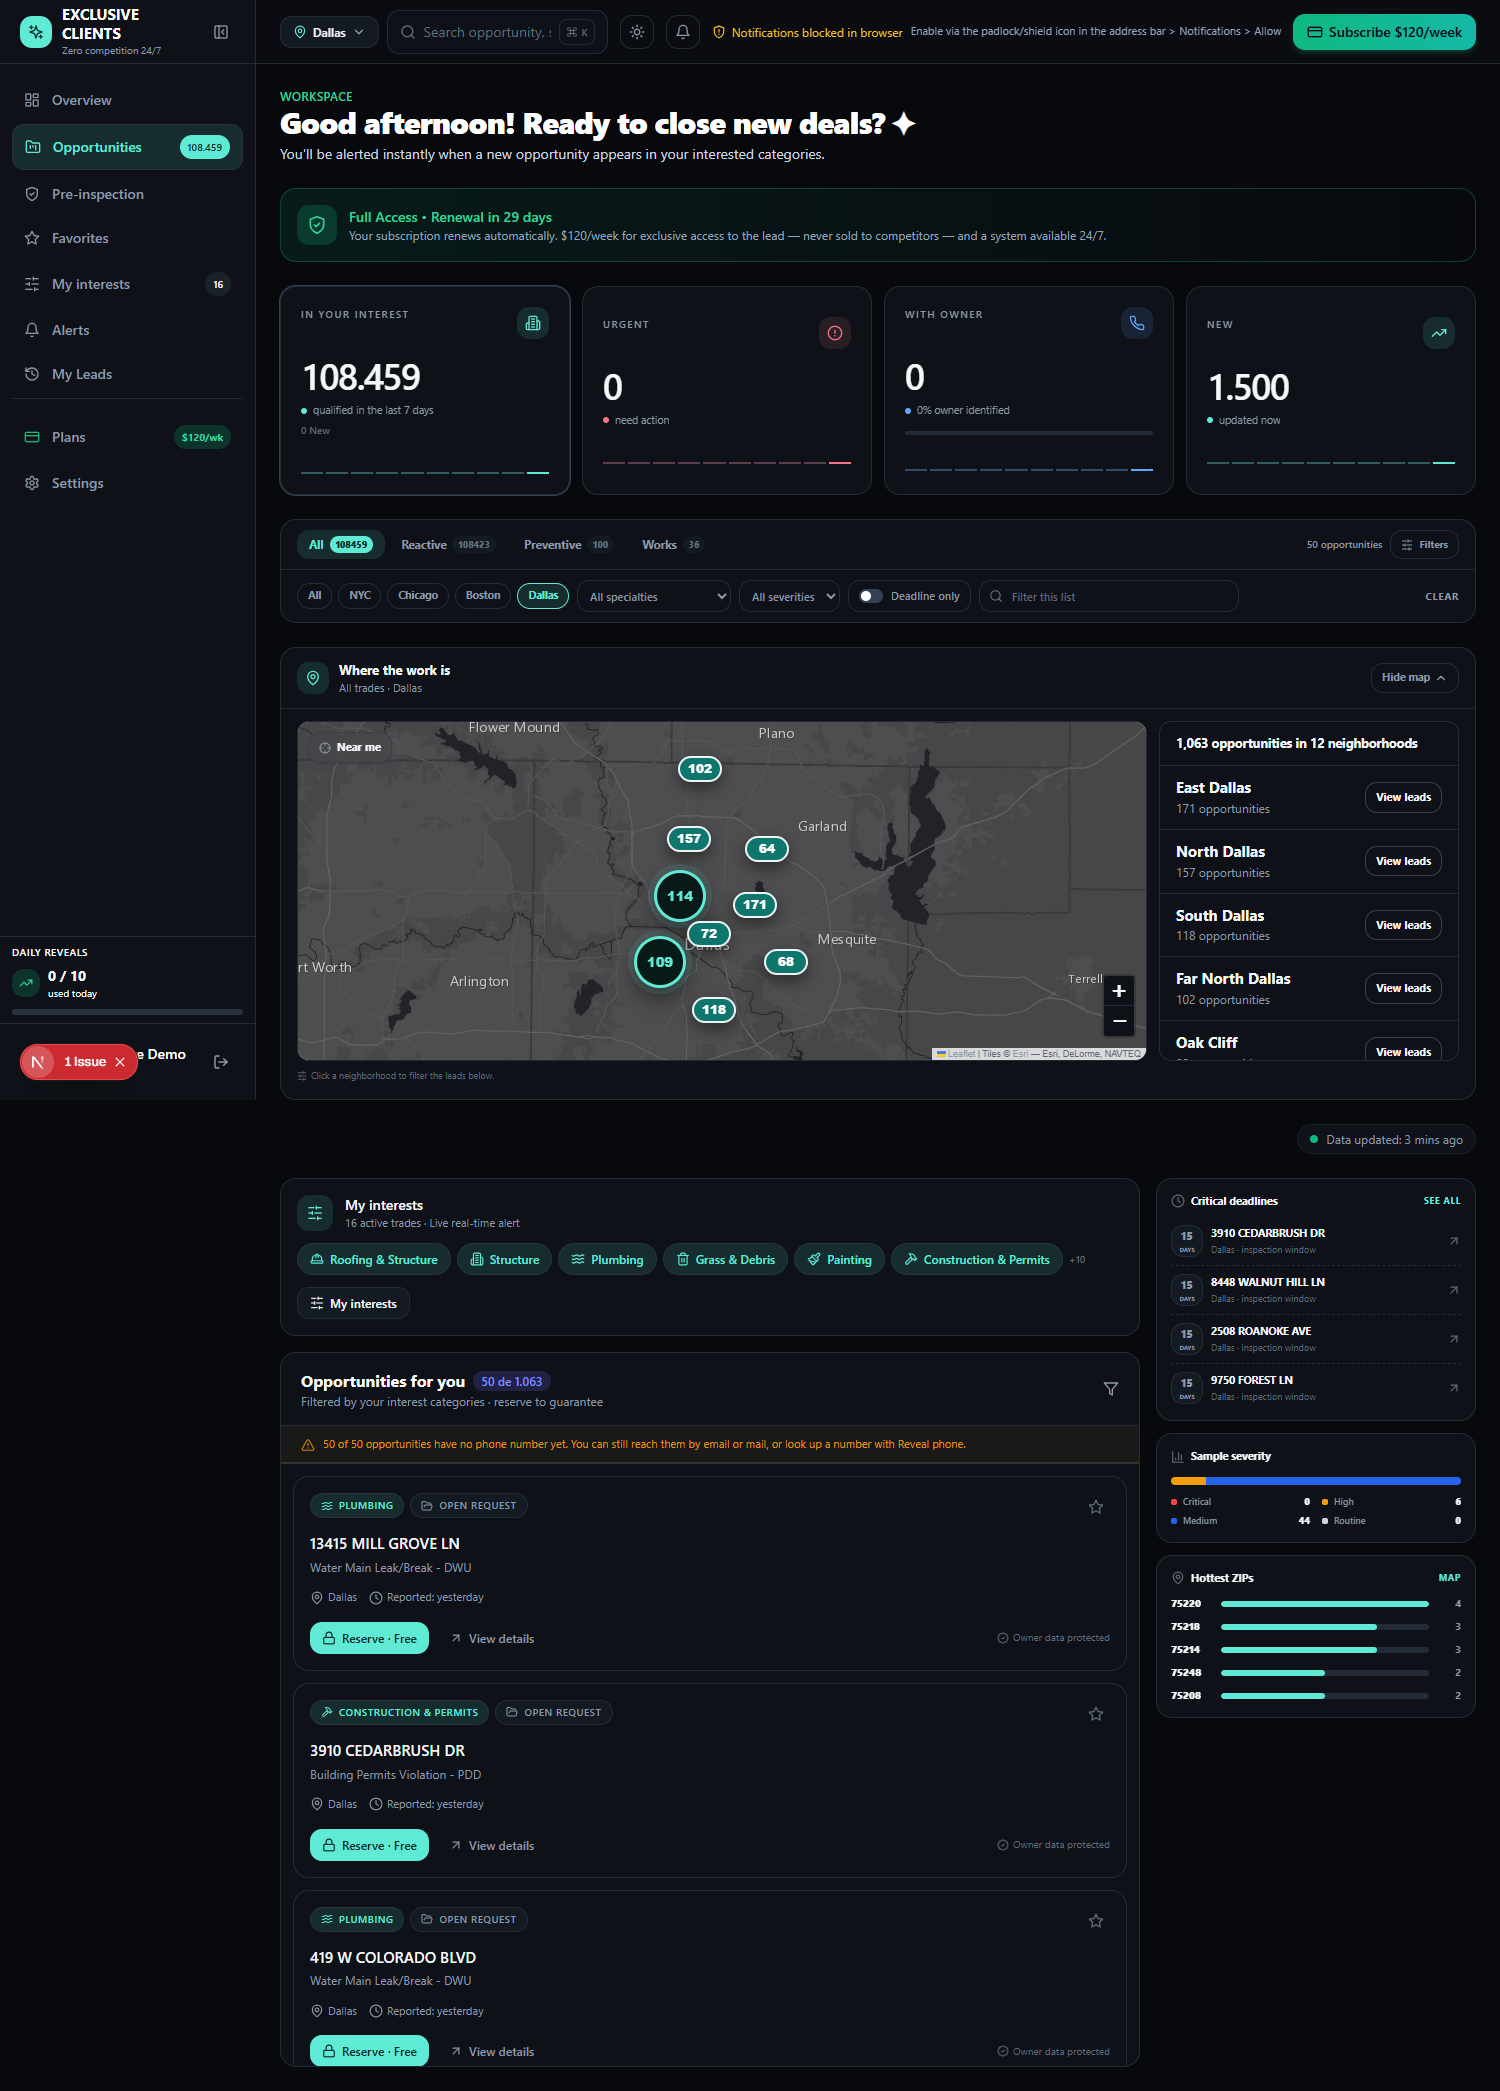 EXCLUSIVE
CLIENTS
Zero competition 24/7
Overview
Opportunities 108.459
Pre-inspection
Favorites
My interests 16
Alerts
My Leads
Plans $120/wk
Settings
DAILY REVEALS
0 / 10
used today
1 Issue
e Demo
Dallas
Search opportunity, s
⌘ K
Notifications blocked in browser
Enable via the padlock/shield icon in the address bar > Notifications > Allow
Subscribe $120/week
WORKSPACE
Good afternoon! Ready to close new deals? ✦
You'll be alerted instantly when a new opportunity appears in your interested categories.
Full Access • Renewal in 29 days
Your subscription renews automatically. $120/week for exclusive access to the lead — never sold to competitors — and a system available 24/7.
IN YOUR INTEREST
108.459
qualified in the last 7 days
0 New
URGENT
0
need action
WITH OWNER
0
0% owner identified
NEW
1.500
updated now
All 108459
Reactive 108423
Preventive 100
Works 36
50 opportunities
Filters
All
NYC
Chicago
Boston
Dallas
All specialties
All severities
Deadline only
Filter this list
CLEAR
Where the work is
All trades · Dallas
Hide map
Near me
Flower Mound
Plano
102
157
64
Garland
114
171
72
Dallas
Mesquite
109
68
rt Worth
Arlington
Terrell
118
+
−
Leaflet | Tiles © Esri — Esri, DeLorme, NAVTEQ
Click a neighborhood to filter the leads below.
1,063 opportunities in 12 neighborhoods
East Dallas
171 opportunities
View leads
North Dallas
157 opportunities
View leads
South Dallas
118 opportunities
View leads
Far North Dallas
102 opportunities
View leads
Oak Cliff
View leads
Data updated: 3 mins ago
My interests
16 active trades · Live real-time alert
Roofing & Structure
Structure
Plumbing
Grass & Debris
Painting
Construction & Permits
+10
My interests
Opportunities for you 50 de 1.063
Filtered by your interest categories · reserve to guarantee
50 of 50 opportunities have no phone number yet. You can still reach them by email or mail, or look up a number with Reveal phone.
PLUMBING
OPEN REQUEST
13415 MILL GROVE LN
Water Main Leak/Break - DWU
Dallas
Reported: yesterday
Reserve · Free
View details
Owner data protected
CONSTRUCTION & PERMITS
OPEN REQUEST
3910 CEDARBRUSH DR
Building Permits Violation - PDD
Dallas
Reported: yesterday
Reserve · Free
View details
Owner data protected
PLUMBING
OPEN REQUEST
419 W COLORADO BLVD
Water Main Leak/Break - DWU
Dallas
Reported: yesterday
Reserve · Free
View details
Owner data protected
Critical deadlines
SEE ALL
15 DAYS
3910 CEDARBRUSH DR
Dallas · inspection window
15 DAYS
8448 WALNUT HILL LN
Dallas · inspection window
15 DAYS
2508 ROANOKE AVE
Dallas · inspection window
15 DAYS
9750 FOREST LN
Dallas · inspection window
Sample severity
Critical 0
High 6
Medium 44
Routine 0
Hottest ZIPs
MAP
75220 4
75218 3
75214 3
75248 2
75208 2